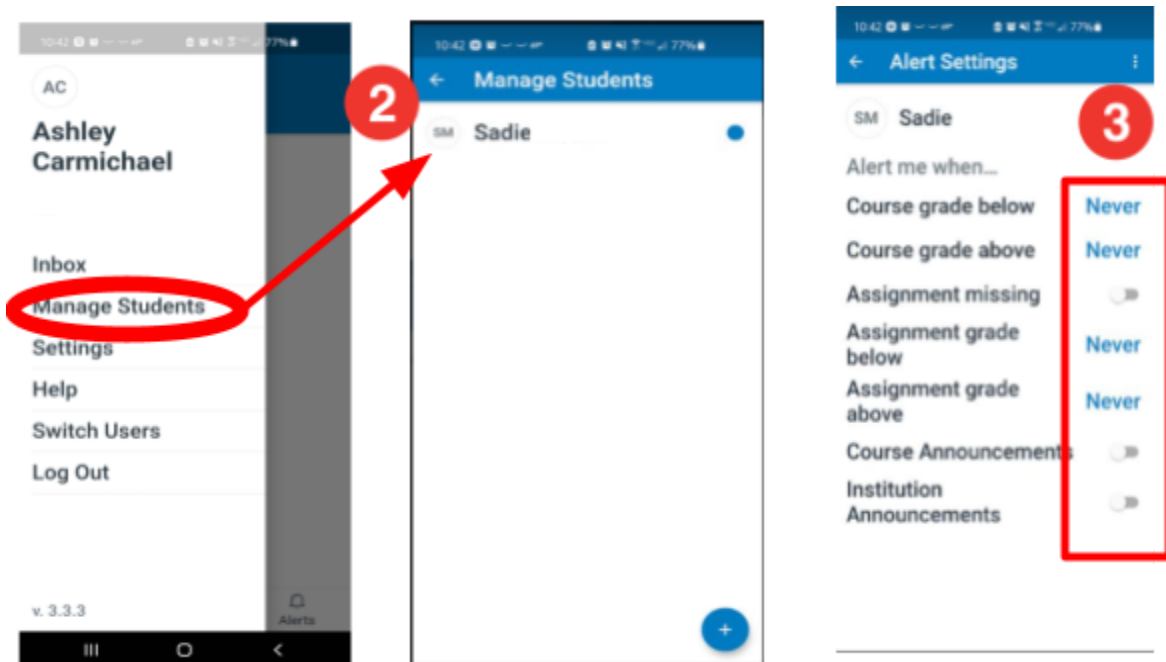 10:42 77%
AC
Ashley
Carmichael
Inbox
Manage Students
Settings
Help
Switch Users
Log Out
v. 3.3.3
Alerts
2
10:42 77%
Manage Students
SM Sadie
3
10:42 77%
Alert Settings
SM Sadie
Alert me when...
Course grade below Never
Course grade above Never
Assignment missing
Assignment grade
below Never
Assignment grade
above Never
Course Announcements
Institution
Announcements